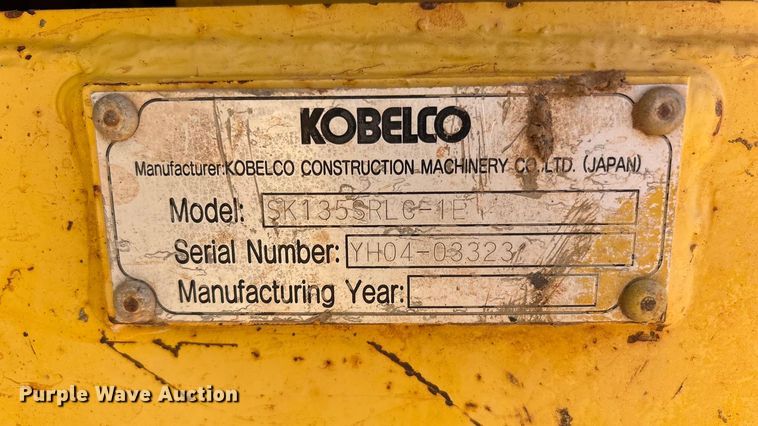 KOBELCO
Manufacturer:KOBELCO CONSTRUCTION MACHINERY CO.,LTD. (JAPAN)
Model: SK135SRLC-1E
Serial Number: YH04-03323
Manufacturing Year:
Purple Wave Auction